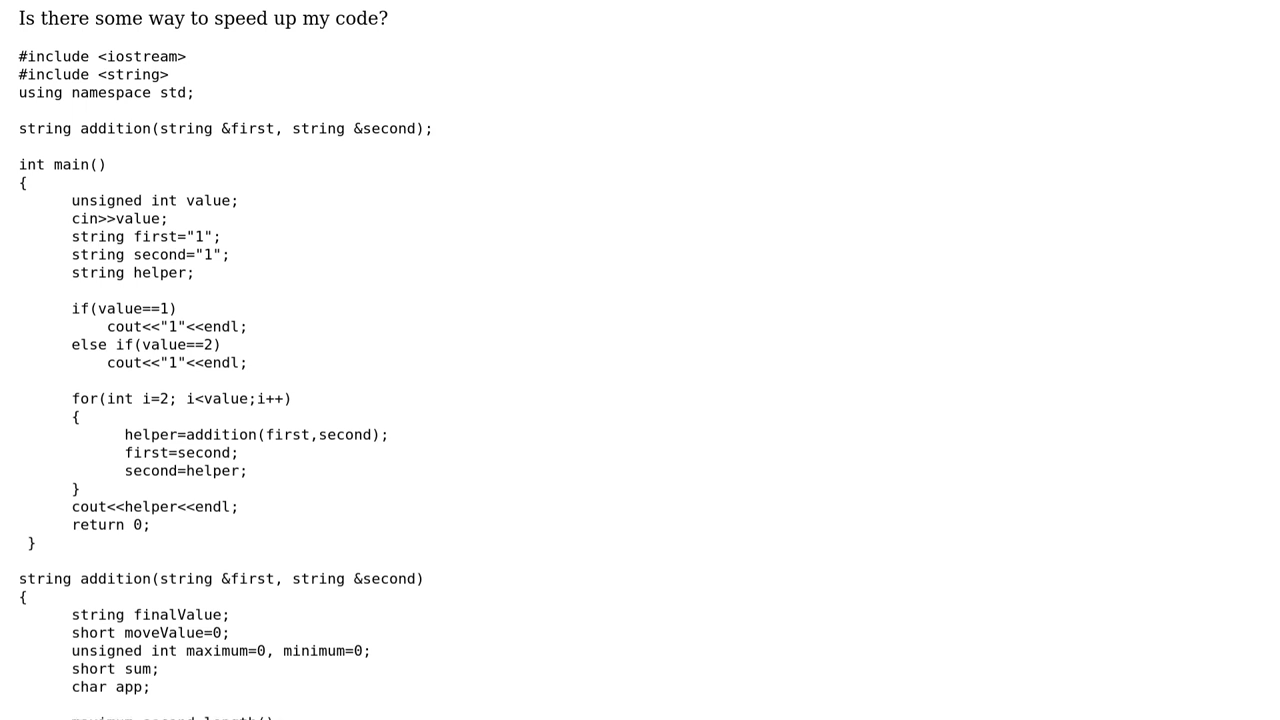 Is there some way to speed up my code?
#include <iostream>
#include <string>
using namespace std;
string addition(string &first, string &second);
int main()
{
unsigned int value;
cin>>value;
string first="1";
string second="1";
string helper;
if(value==1)
cout<<"1"<<endl;
else if(value==2)
cout<<"1"<<endl;
for(int i=2; i<value;i++)
{
helper=addition(first,second);
first=second;
second=helper;
}
cout<<helper<<endl;
return 0;
}
string addition(string &first, string &second)
{
string finalValue;
short moveValue=0;
unsigned int maximum=0, minimum=0;
short sum;
char app;